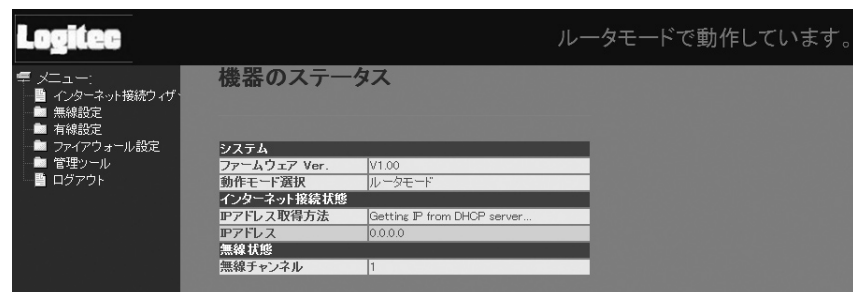 Logitec
ルータモードで動作しています。
メニュー:
インターネット接続ウィザ
無線設定
有線設定
ファイアウォール設定
管理ツール
ログアウト
機器のステータス
システム
ファームウェア Ver. V1.00
動作モード選択 ルータモード
インターネット接続状態
IPアドレス取得方法 Getting IP from DHCP server...
IPアドレス 0.0.0.0
無線状態
無線チャンネル 1